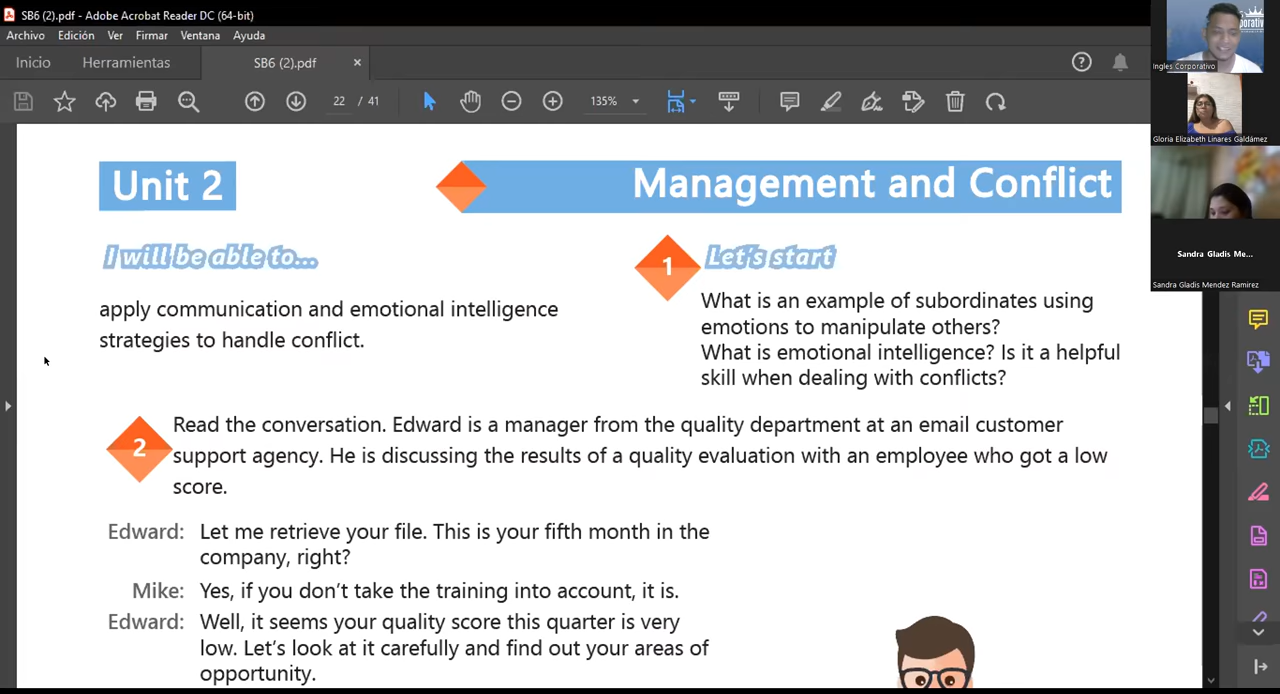 SB6 (2).pdf - Adobe Acrobat Reader DC (64-bit)
Archivo Edición Ver Firmar Ventana Ayuda
Inicio Herramientas SB6 (2).pdf ×
22 / 41 135%
Unit 2
Management and Conflict
I will be able to...
apply communication and emotional intelligence
strategies to handle conflict.
1 Let's start
What is an example of subordinates using
emotions to manipulate others?
What is emotional intelligence? Is it a helpful
skill when dealing with conflicts?
2 Read the conversation. Edward is a manager from the quality department at an email customer
support agency. He is discussing the results of a quality evaluation with an employee who got a low
score.
Edward: Let me retrieve your file. This is your fifth month in the
company, right?
Mike: Yes, if you don't take the training into account, it is.
Edward: Well, it seems your quality score this quarter is very
low. Let's look at it carefully and find out your areas of
opportunity.
Ingles Corporativo
Gloria Elizabeth Linares Galdámez
Sandra Gladis Me...
Sandra Gladis Mendez Ramirez